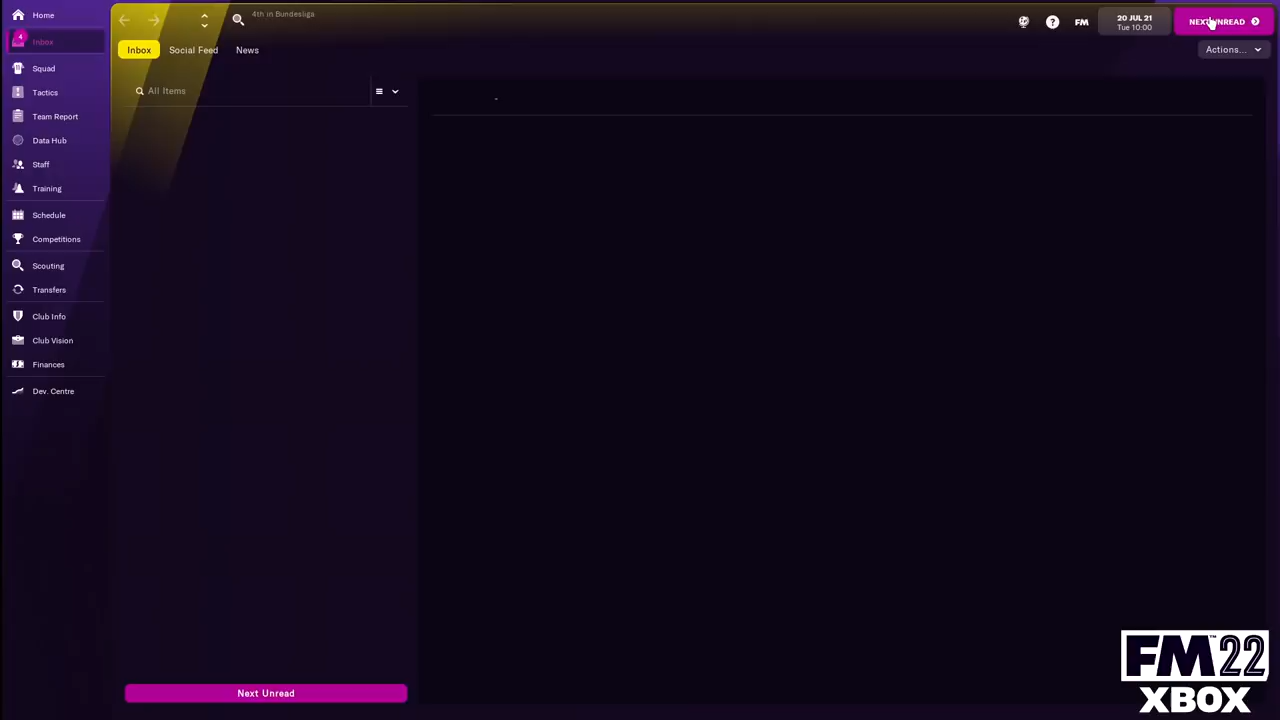 Home
4th in Bundesliga
20 JUL 21
Tue 10:00
NEXT UNREAD
?
FM
4
Inbox
Inbox
Social Feed
News
Actions...
Squad
All Items
Tactics
Team Report
Data Hub
Staff
Training
Schedule
Competitions
Scouting
Transfers
Club Info
Club Vision
Finances
Dev. Centre
Next Unread
FM™22
XBOX